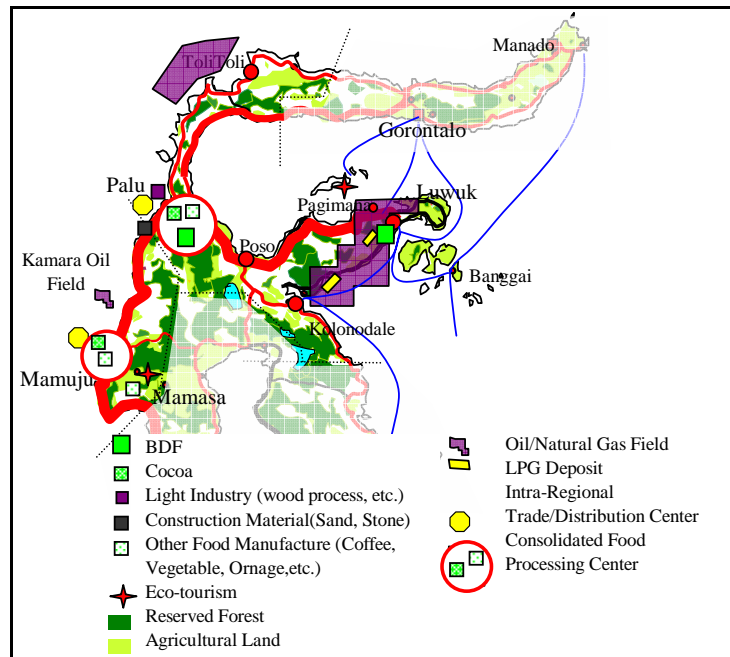 Manado
ToliToli
Gorontalo
Palu
Luwuk
Pagimana
Poso
Kamara Oil
Field
Banggai
Kolonodale
Mamuju
Mamasa
BDF
Cocoa
Light Industry (wood process, etc.)
Construction Material(Sand, Stone)
Other Food Manufacture (Coffee,
Vegetable, Ornage,etc.)
Eco-tourism
Reserved Forest
Agricultural Land
Oil/Natural Gas Field
LPG Deposit
Intra-Regional
Trade/Distribution Center
Consolidated Food
Processing Center